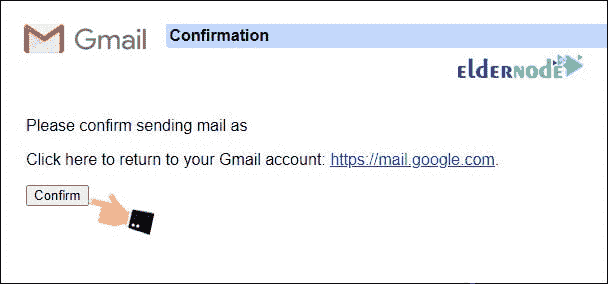 Gmail
Confirmation
ELDERNODE
Please confirm sending mail as
Click here to return to your Gmail account: https://mail.google.com.
Confirm